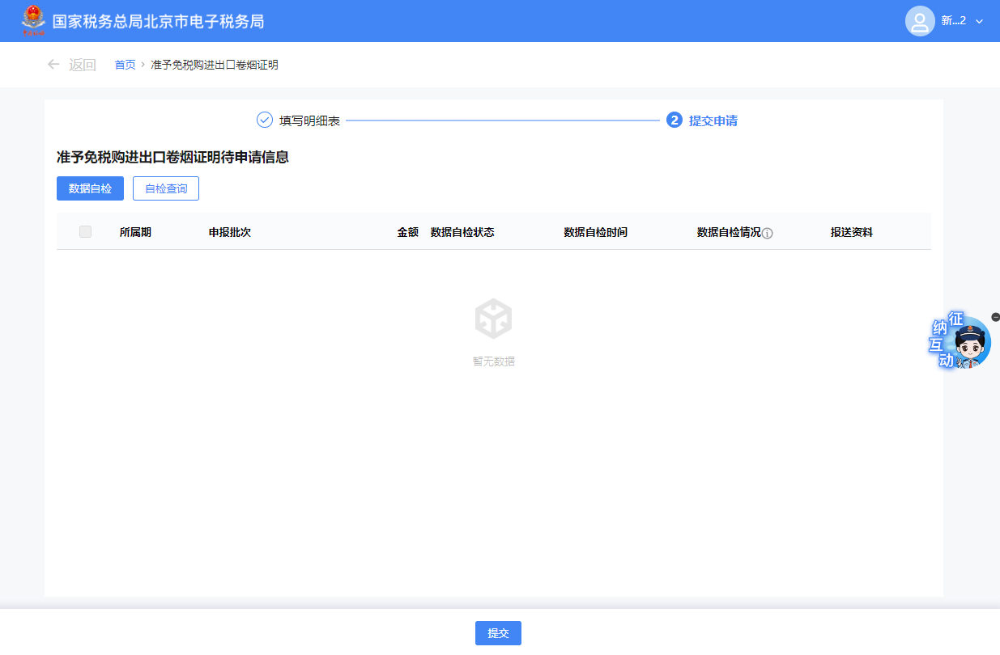 国家税务总局北京市电子税务局
新...2
返回 首页 > 准予免税购进出口卷烟证明
填写明细表 2 提交申请
准予免税购进出口卷烟证明待申请信息
数据自检 自检查询
所属期 申报批次 金额 数据自检状态 数据自检时间 数据自检情况 报送资料
暂无数据
征纳互动
提交